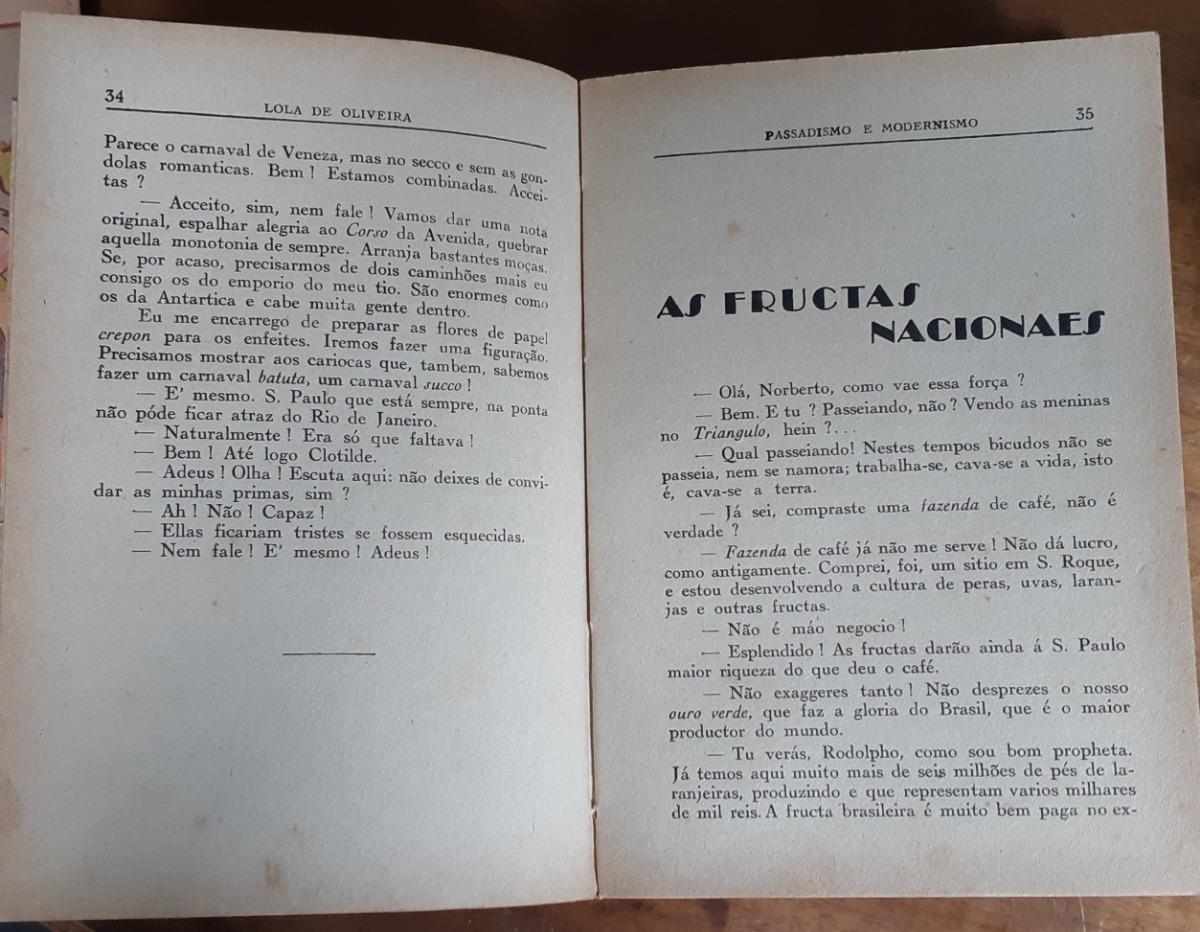 34
LOLA DE OLIVEIRA
Parece o carnaval de Veneza, mas no secco e sem as gon-
dolas romanticas. Bem ! Estamos combinadas. Accei-
tas ?
— Acceito, sim, nem fale ! Vamos dar uma nota
original, espalhar alegria ao Corso da Avenida, quebrar
aquella monotonia de sempre. Arranja bastantes moças.
Se, por acaso, precisarmos de dois caminhões mais eu
consigo os do emporio do meu tio. São enormes como
os da Antartica e cabe muita gente dentro.
Eu me encarrego de preparar as flores de papel
crepon para os enfeites. Iremos fazer uma figuração.
Precisamos mostrar aos cariocas que, tambem, sabemos
fazer um carnaval batuta, um carnaval succo !
— E' mesmo. S. Paulo que está sempre, na ponta
não póde ficar atraz do Rio de Janeiro.
— Naturalmente ! Era só que faltava !
— Bem ! Até logo Clotilde.
— Adeus ! Olha ! Escuta aqui: não deixes de convi-
dar as minhas primas, sim ?
— Ah ! Não ! Capaz !
— Ellas ficariam tristes se fossem esquecidas.
— Nem fale ! E' mesmo ! Adeus !
PASSADISMO E MODERNISMO
35
AS FRUCTAS
NACIONAES
— Olá, Norberto, como vae essa força ?
— Bem. E tu ? Passeiando, não ? Vendo as meninas
no Triangulo, hein ?...
— Qual passeiando! Nestes tempos bicudos não se
passeia, nem se namora; trabalha-se, cava-se a vida, isto
é, cava-se a terra.
— Já sei, compraste uma fazenda de café, não é
verdade ?
— Fazenda de café já não me serve ! Não dá lucro,
como antigamente. Comprei, foi, um sitio em S. Roque,
e estou desenvolvendo a cultura de peras, uvas, laran-
jas e outras fructas.
— Não é máo negocio !
— Esplendido ! As fructas darão ainda á S. Paulo
maior riqueza do que deu o café.
— Não exaggeres tanto ! Não desprezes o nosso
ouro verde, que faz a gloria do Brasil, que é o maior
productor do mundo.
— Tu verás, Rodolpho, como sou bom propheta.
Já temos aqui muito mais de seis milhões de pés de la-
ranjeiras, produzindo e que representam varios milhares
de mil reis. A fructa brasileira é muito bem paga no ex-